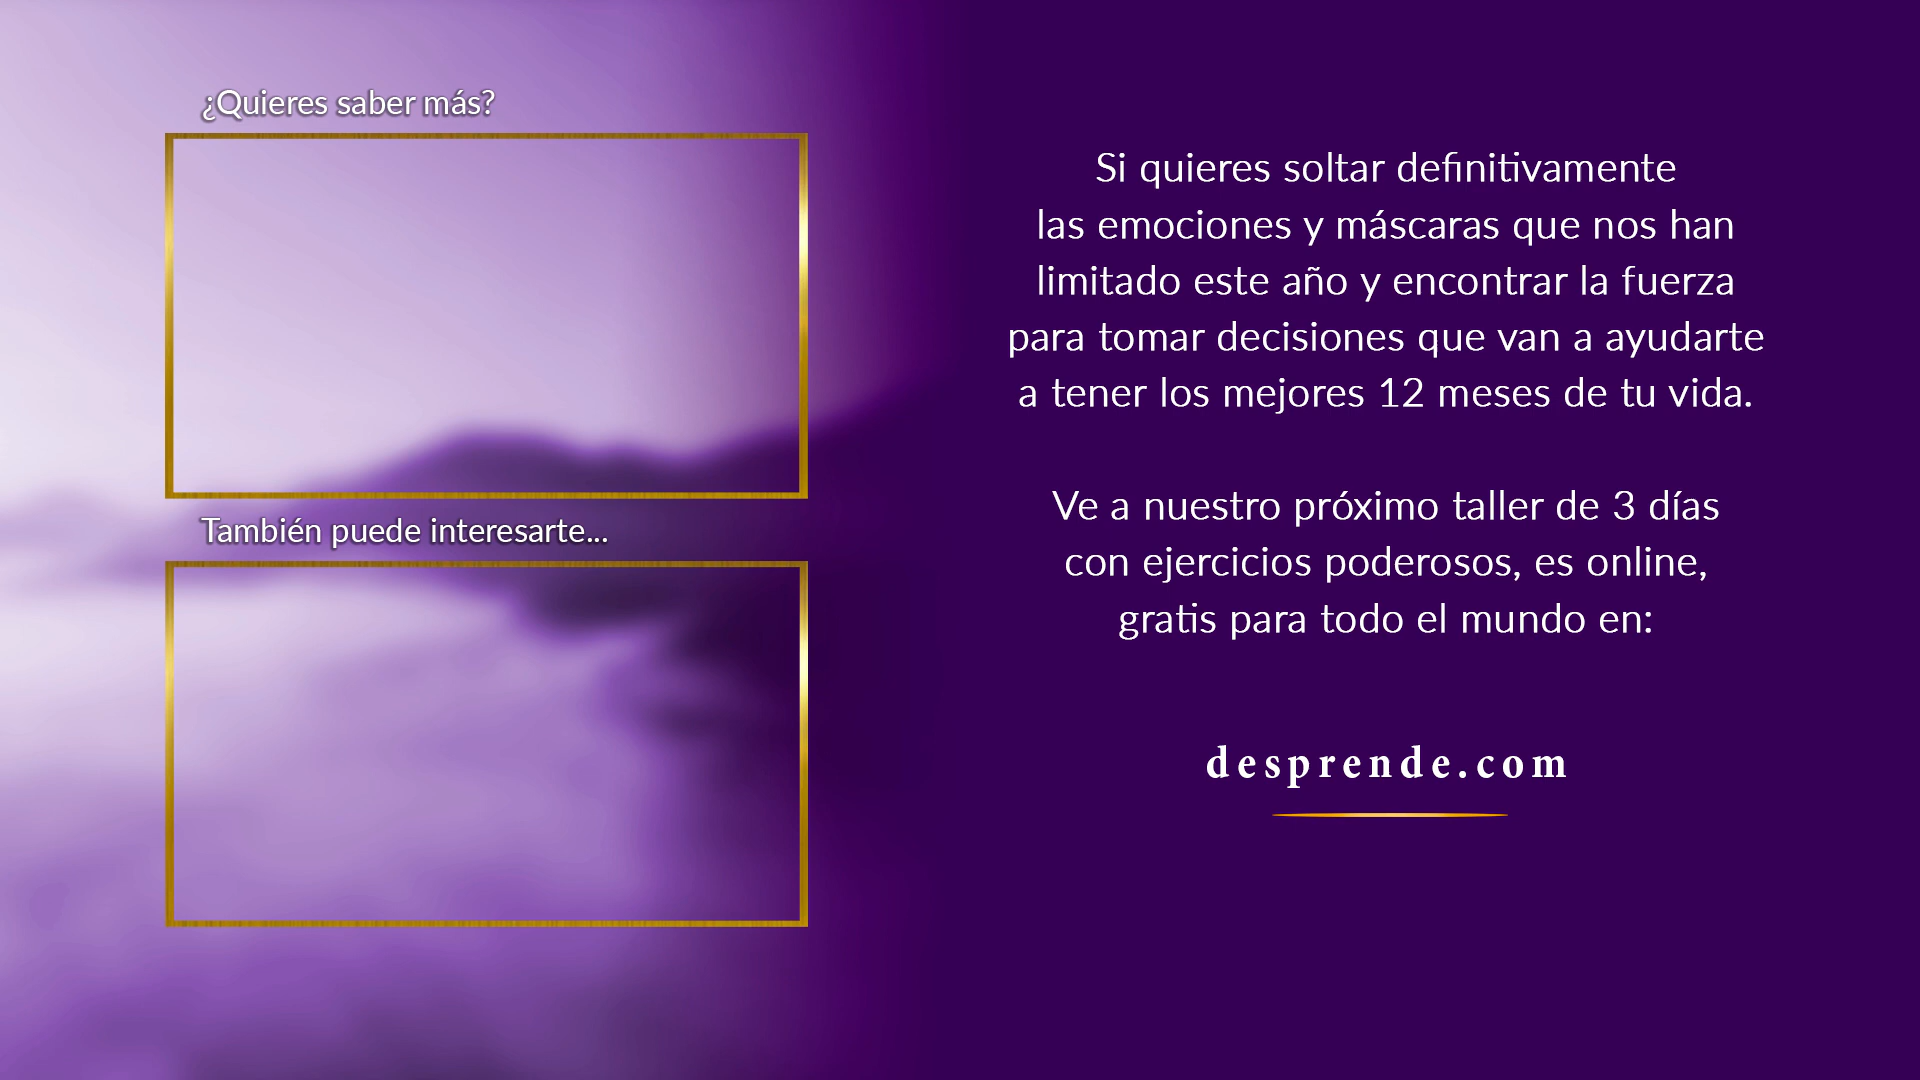 ¿Quieres saber más?
También puede interesarte...
Si quieres soltar definitivamente
las emociones y máscaras que nos han
limitado este año y encontrar la fuerza
para tomar decisiones que van a ayudarte
a tener los mejores 12 meses de tu vida.
Ve a nuestro próximo taller de 3 días
con ejercicios poderosos, es online,
gratis para todo el mundo en:
desprende.com